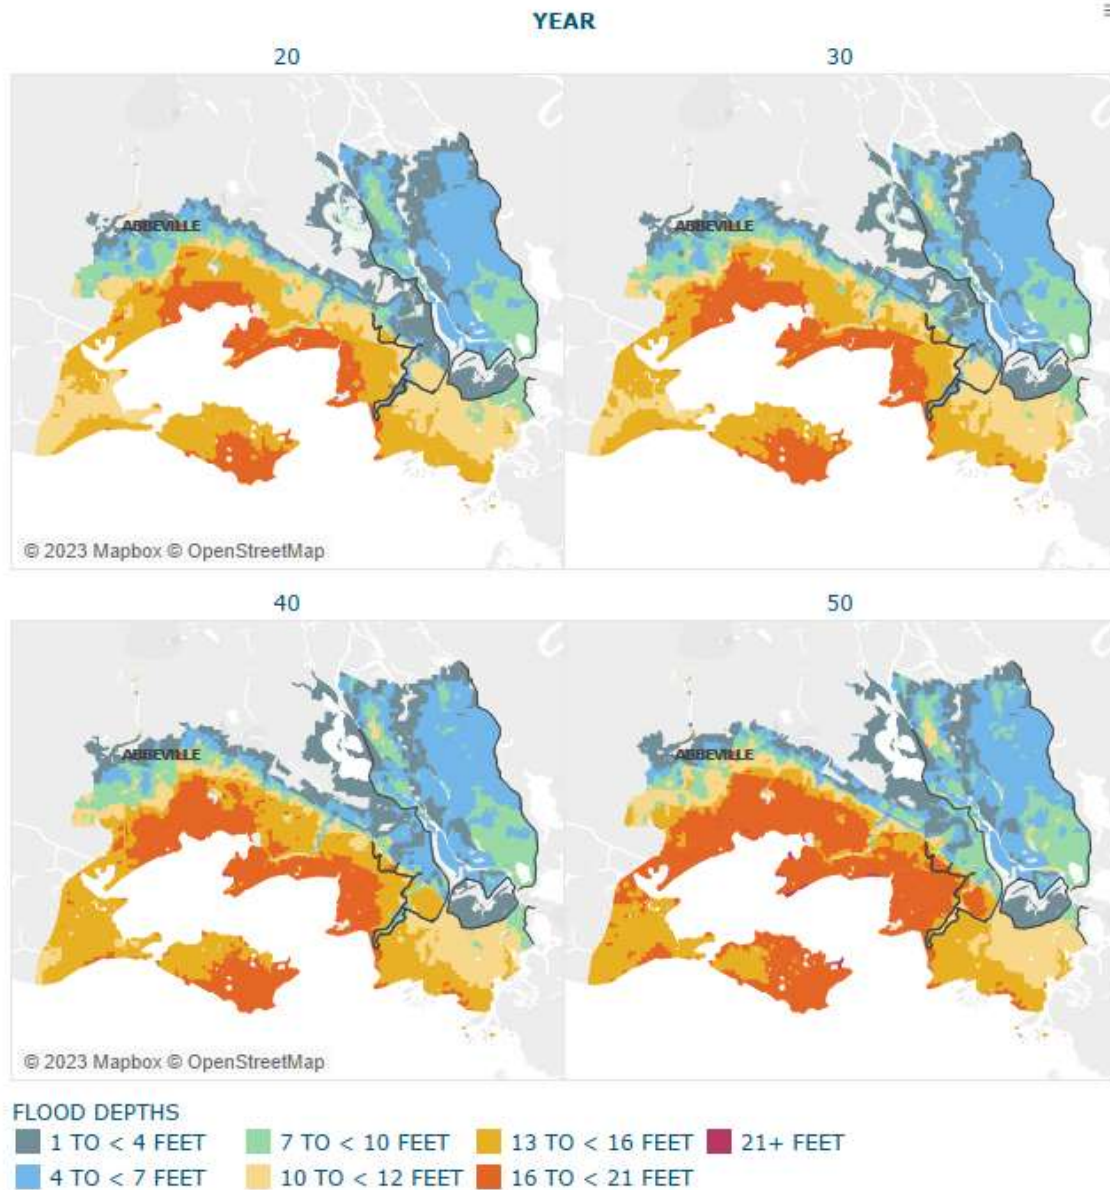 YEAR
20 30
ABBEVILLE ABBEVILLE
© 2023 Mapbox © OpenStreetMap
40 50
ABBEVILLE ABBEVILLE
© 2023 Mapbox © OpenStreetMap
FLOOD DEPTHS
1 TO < 4 FEET 7 TO < 10 FEET 13 TO < 16 FEET 21+ FEET
4 TO < 7 FEET 10 TO < 12 FEET 16 TO < 21 FEET